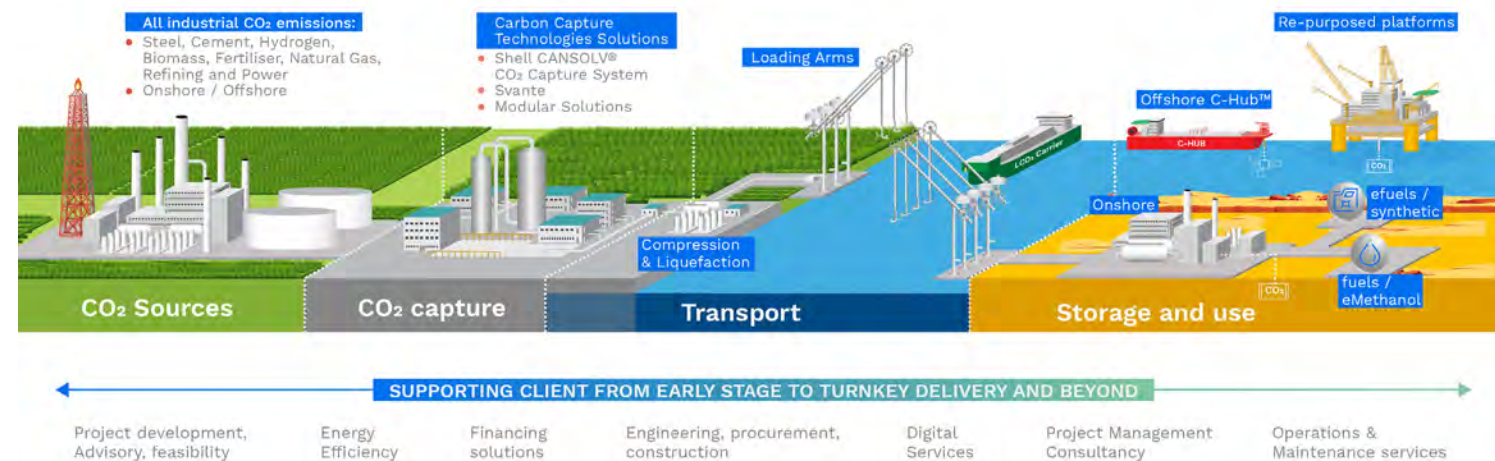 All industrial CO₂ emissions:
• Steel, Cement, Hydrogen,
Biomass, Fertiliser, Natural Gas,
Refining and Power
• Onshore / Offshore
Carbon Capture
Technologies Solutions
• Shell CANSOLV®
CO₂ Capture System
• Svante
• Modular Solutions
Loading Arms
Re-purposed platforms
Offshore C-Hub™
LCO₂ Carrier
C-HUB
CO₂
Onshore
efuels /
synthetic
Compression
& Liquefaction
fuels /
eMethanol
CO₂
CO₂ Sources
CO₂ capture
Transport
Storage and use
SUPPORTING CLIENT FROM EARLY STAGE TO TURNKEY DELIVERY AND BEYOND
Project development,
Advisory, feasibility
Energy
Efficiency
Financing
solutions
Engineering, procurement,
construction
Digital
Services
Project Management
Consultancy
Operations &
Maintenance services